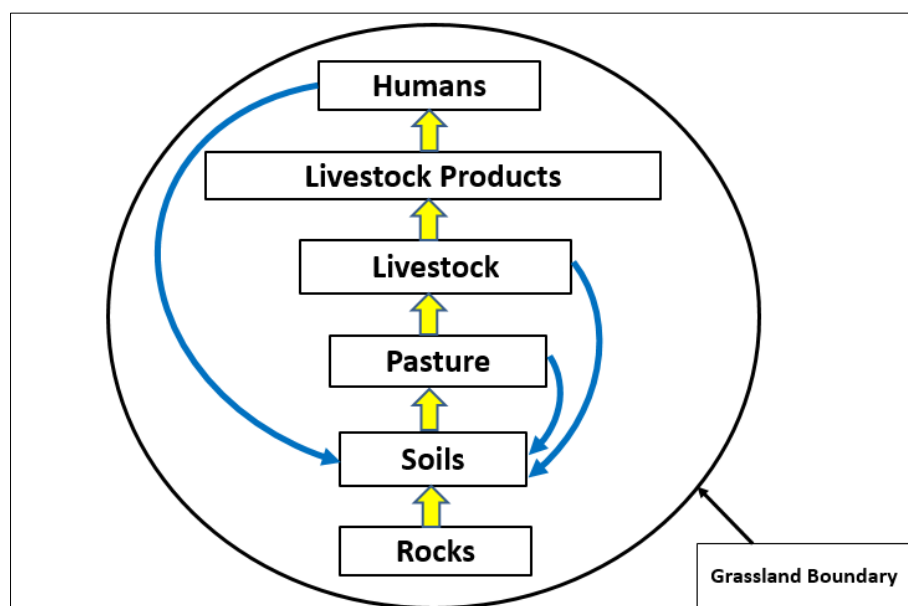 Humans
Livestock Products
Livestock
Pasture
Soils
Rocks
Grassland Boundary